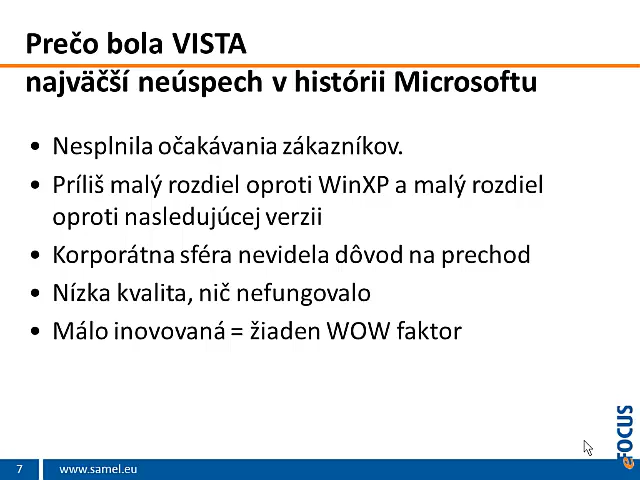 Prečo bola VISTA
najväčší neúspech v histórii Microsoftu
• Nesplnila očakávania zákazníkov.
• Príliš malý rozdiel oproti WinXP a malý rozdiel
oproti nasledujúcej verzii
• Korporátna sféra nevidela dôvod na prechod
• Nízka kvalita, nič nefungovalo
• Málo inovovaná = žiaden WOW faktor
eFOCUS
7
www.samel.eu